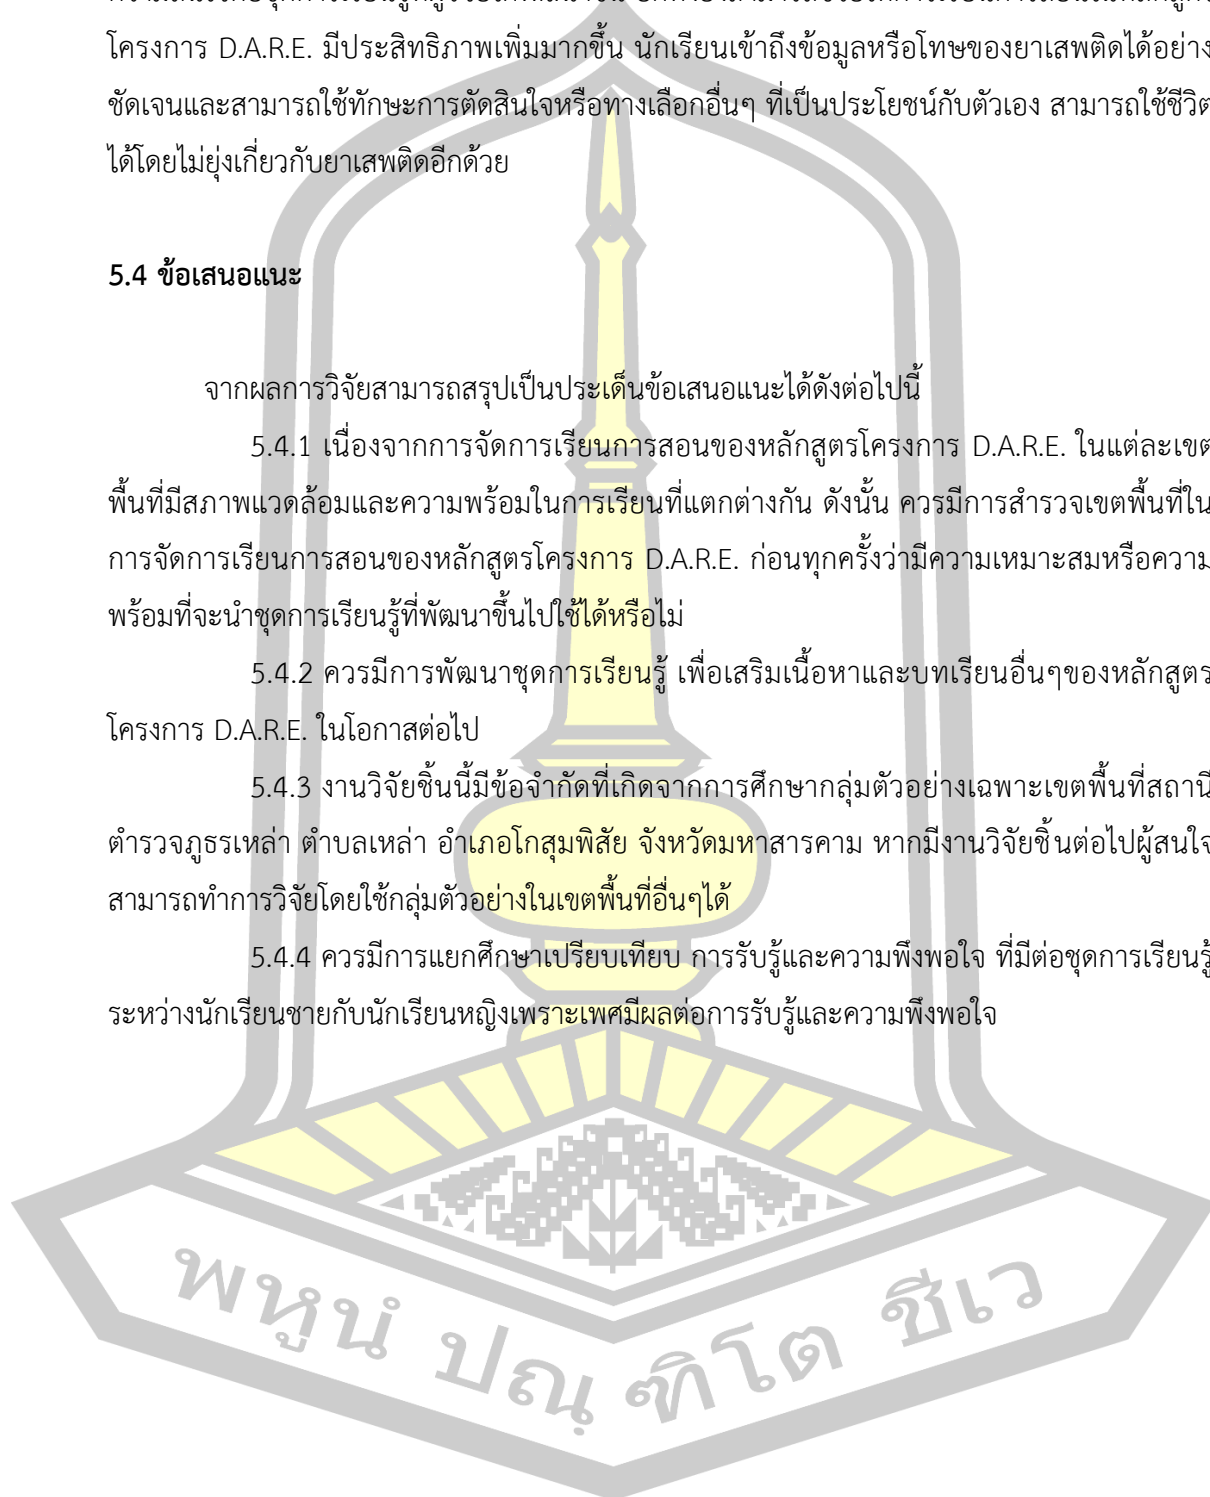 โครงการ D.A.R.E. มีประสิทธิภาพเพิ่มมากขึ้น นักเรียนเข้าถึงข้อมูลหรือโทษของยาเสพติดได้อย่าง
ชัดเจนและสามารถใช้ทักษะการตัดสินใจหรือทางเลือกอื่นๆ ที่เป็นประโยชน์กับตัวเอง สามารถใช้ชีวิต
ได้โดยไม่ยุ่งเกี่ยวกับยาเสพติดอีกด้วย
5.4 ข้อเสนอแนะ
จากผลการวิจัยสามารถสรุปเป็นประเด็นข้อเสนอแนะได้ดังต่อไปนี้
5.4.1 เนื่องจากการจัดการเรียนการสอนของหลักสูตรโครงการ D.A.R.E. ในแต่ละเขต
พื้นที่มีสภาพแวดล้อมและความพร้อมในการเรียนที่แตกต่างกัน ดังนั้น ควรมีการสำรวจเขตพื้นที่ใน
การจัดการเรียนการสอนของหลักสูตรโครงการ D.A.R.E. ก่อนทุกครั้งว่ามีความเหมาะสมหรือความ
พร้อมที่จะนำชุดการเรียนรู้ที่พัฒนาขึ้นไปใช้ได้หรือไม่
5.4.2 ควรมีการพัฒนาชุดการเรียนรู้ เพื่อเสริมเนื้อหาและบทเรียนอื่นๆของหลักสูตร
โครงการ D.A.R.E. ในโอกาสต่อไป
5.4.3 งานวิจัยชิ้นนี้มีข้อจำกัดที่เกิดจากการศึกษากลุ่มตัวอย่างเฉพาะเขตพื้นที่สถานี
ตำรวจภูธรเหล่า ตำบลเหล่า อำเภอโกสุมพิสัย จังหวัดมหาสารคาม หากมีงานวิจัยชิ้นต่อไปผู้สนใจ
สามารถทำการวิจัยโดยใช้กลุ่มตัวอย่างในเขตพื้นที่อื่นๆได้
5.4.4 ควรมีการแยกศึกษาเปรียบเทียบ การรับรู้และความพึงพอใจ ที่มีต่อชุดการเรียนรู้
ระหว่างนักเรียนชายกับนักเรียนหญิงเพราะเพศมีผลต่อการรับรู้และความพึงพอใจ
พหูนํ ปณฺฑิโต ชีเว